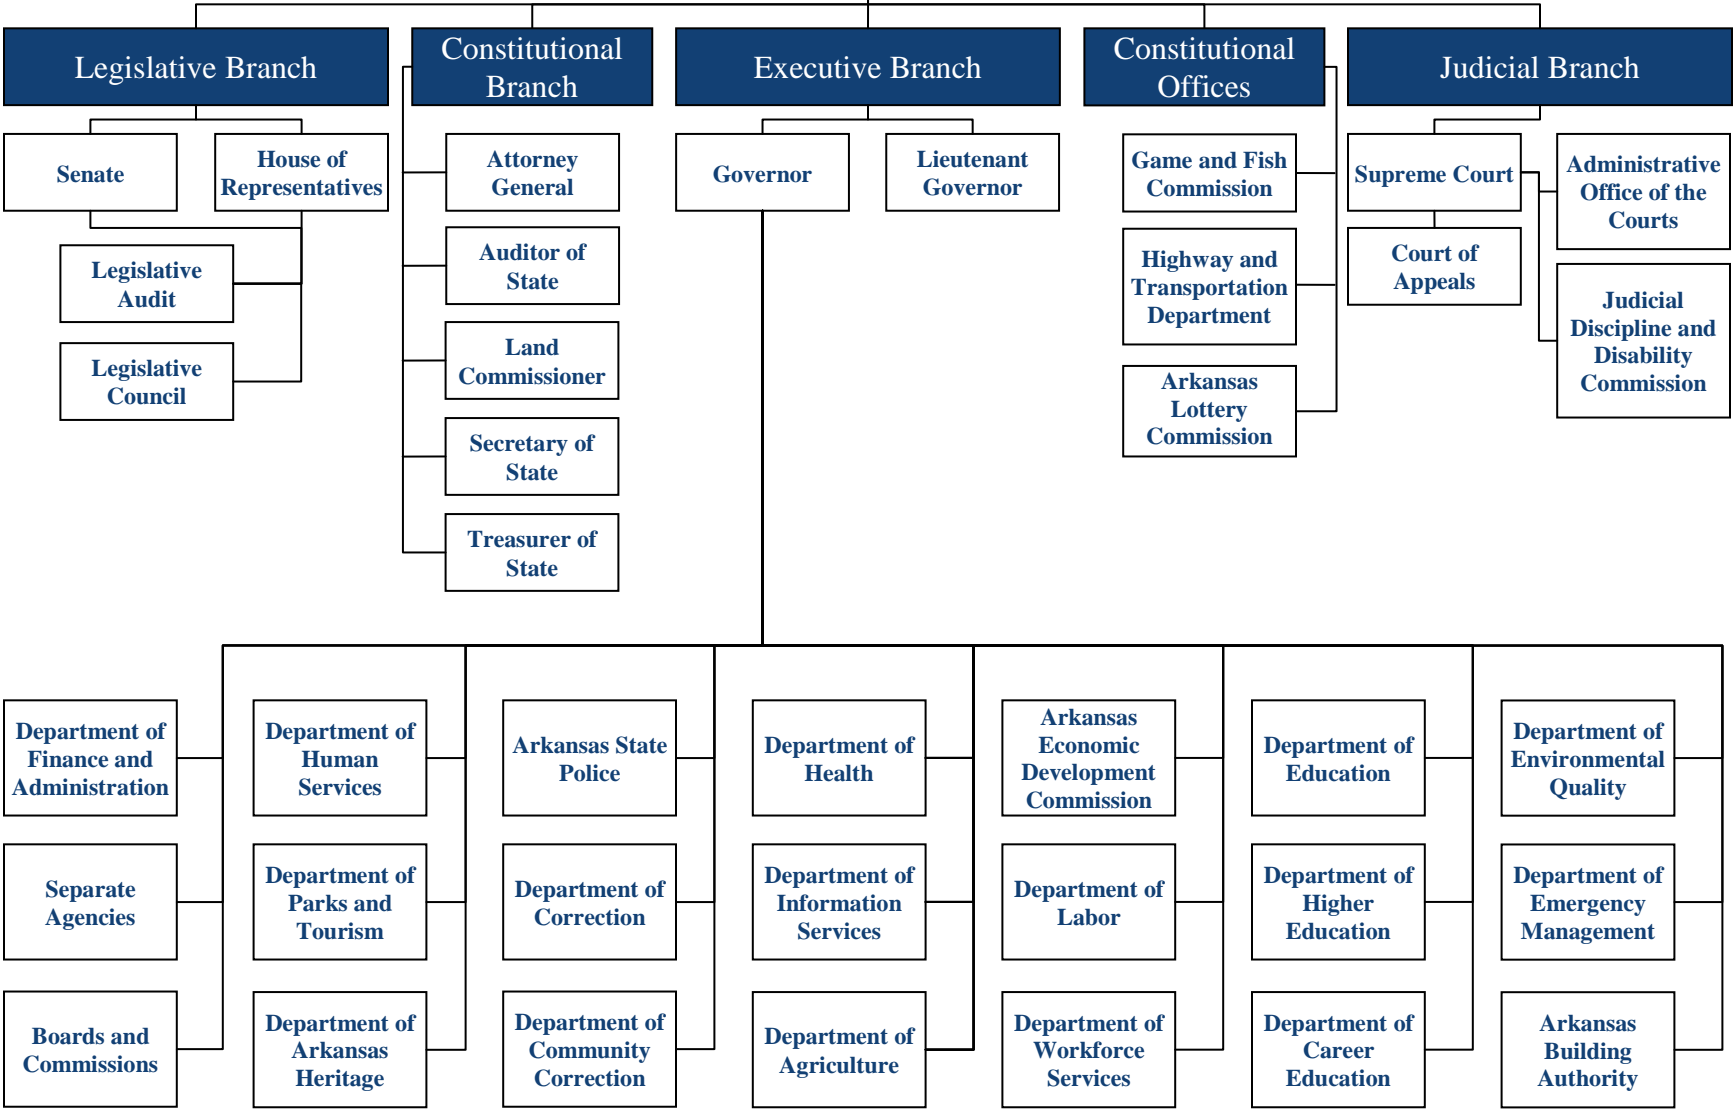 Legislative Branch
Constitutional
Branch
Executive Branch
Constitutional
Offices
Judicial Branch
Senate
House of
Representatives
Legislative
Audit
Legislative
Council
Attorney
General
Auditor of
State
Land
Commissioner
Secretary of
State
Treasurer of
State
Governor
Lieutenant
Governor
Game and Fish
Commission
Highway and
Transportation
Department
Arkansas
Lottery
Commission
Supreme Court
Court of
Appeals
Administrative
Office of the
Courts
Judicial
Discipline and
Disability
Commission
Department of
Finance and
Administration
Department of
Human
Services
Arkansas State
Police
Department of
Health
Arkansas
Economic
Development
Commission
Department of
Education
Department of
Environmental
Quality
Separate
Agencies
Department of
Parks and
Tourism
Department of
Correction
Department of
Information
Services
Department of
Labor
Department of
Higher
Education
Department of
Emergency
Management
Boards and
Commissions
Department of
Arkansas
Heritage
Department of
Community
Correction
Department of
Agriculture
Department of
Workforce
Services
Department of
Career
Education
Arkansas
Building
Authority